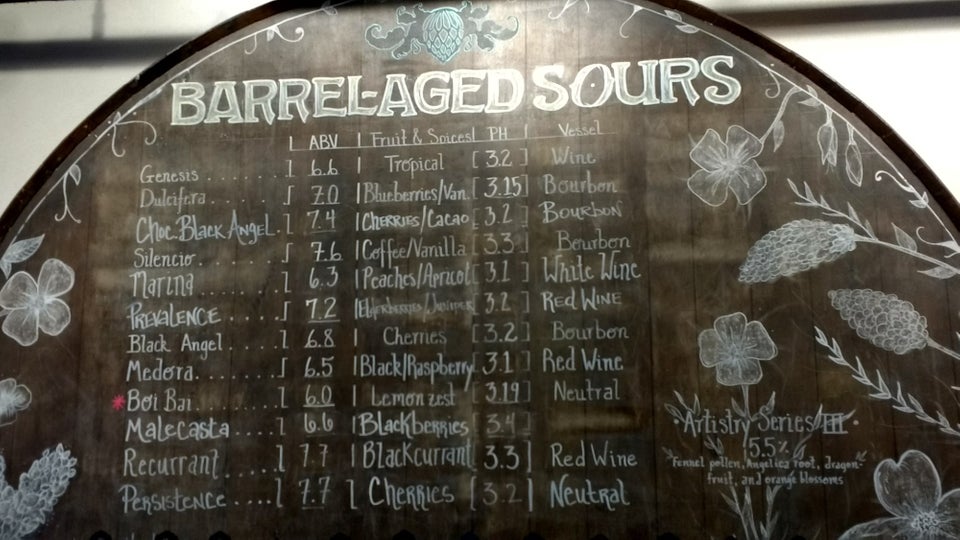 BARREL-AGED SOURS
| ABV | Fruit & Spices | PH | Vessel
Genesis........ | 6.6 | Tropical [ 3.2 ] Wine
Dulcifera...... | 7.0 | Blueberries/Van. [ 3.15 ] Bourbon
Choc. Black Angel. | 7.4 | Cherries/Cacao [ 3.2 ] Bourbon
Silencio....... | 7.6 | Coffee/Vanilla [ 3.3 ] Bourbon
Marina ........ | 6.3 | Peaches/Apricot [ 3.1 ] White Wine
Prevalence ..... | 7.2 | Elderberries/Juniper [ 3.2 ] Red Wine
Black Angel ..... | 6.8 | Cherries [ 3.2 ] Bourbon
Medora........ | 6.5 | Black/Raspberry [ 3.1 ] Red Wine
*Boi Bai........ | 6.0 | Lemon zest [ 3.19 ] Neutral
Malecasta .... | 6.6 | Blackberries [ 3.4 ]
Recurrant ..... | 7.7 | Blackcurrant [ 3.3 ] Red Wine
Persistence .... | 7.7 | Cherries [ 3.2 ] Neutral
·Artistry Series III·
5.5%
Fennel pollen, Angelica root, dragon-
fruit, and orange blossoms